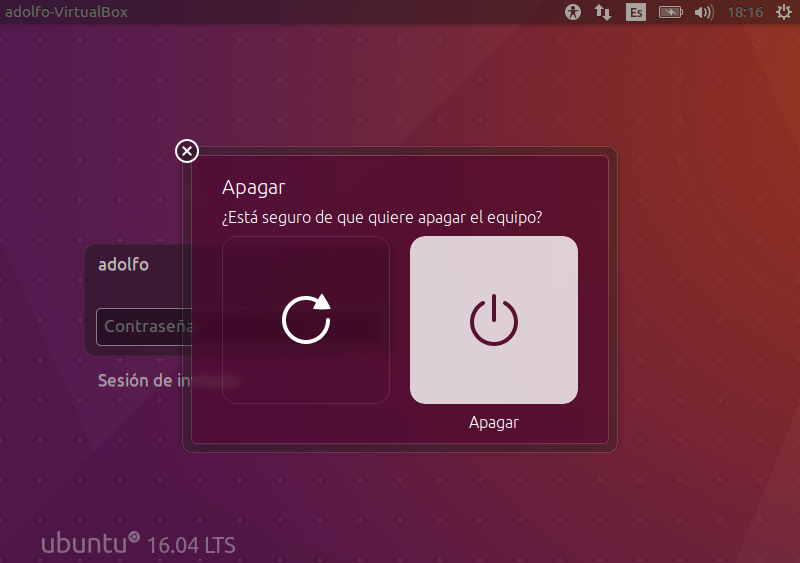 adolfo-VirtualBox
Es
18:16
Apagar
¿Está seguro de que quiere apagar el equipo?
adolfo
Contraseña
Sesión de invitado
Apagar
ubuntu 16.04 LTS